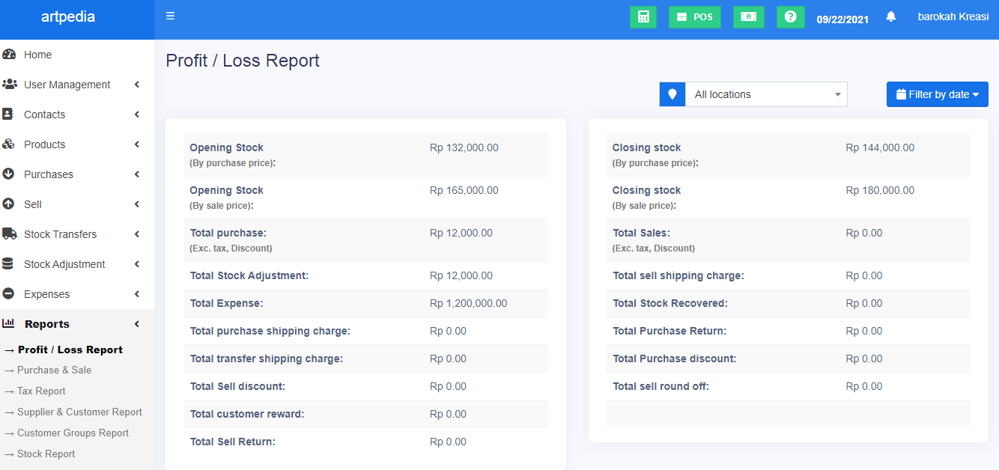 artpedia
☰
POS
09/22/2021
barokah Kreasi
Home
User Management
Contacts
Products
Purchases
Sell
Stock Transfers
Stock Adjustment
Expenses
Reports
→ Profit / Loss Report
→ Purchase & Sale
→ Tax Report
→ Supplier & Customer Report
→ Customer Groups Report
→ Stock Report
Profit / Loss Report
All locations
Filter by date
Opening Stock Rp 132,000.00
(By purchase price):
Opening Stock Rp 165,000.00
(By sale price):
Total purchase: Rp 12,000.00
(Exc. tax, Discount)
Total Stock Adjustment: Rp 12,000.00
Total Expense: Rp 1,200,000.00
Total purchase shipping charge: Rp 0.00
Total transfer shipping charge: Rp 0.00
Total Sell discount: Rp 0.00
Total customer reward: Rp 0.00
Total Sell Return: Rp 0.00
Closing stock Rp 144,000.00
(By purchase price):
Closing stock Rp 180,000.00
(By sale price):
Total Sales: Rp 0.00
(Exc. tax, Discount)
Total sell shipping charge: Rp 0.00
Total Stock Recovered: Rp 0.00
Total Purchase Return: Rp 0.00
Total Purchase discount: Rp 0.00
Total sell round off: Rp 0.00